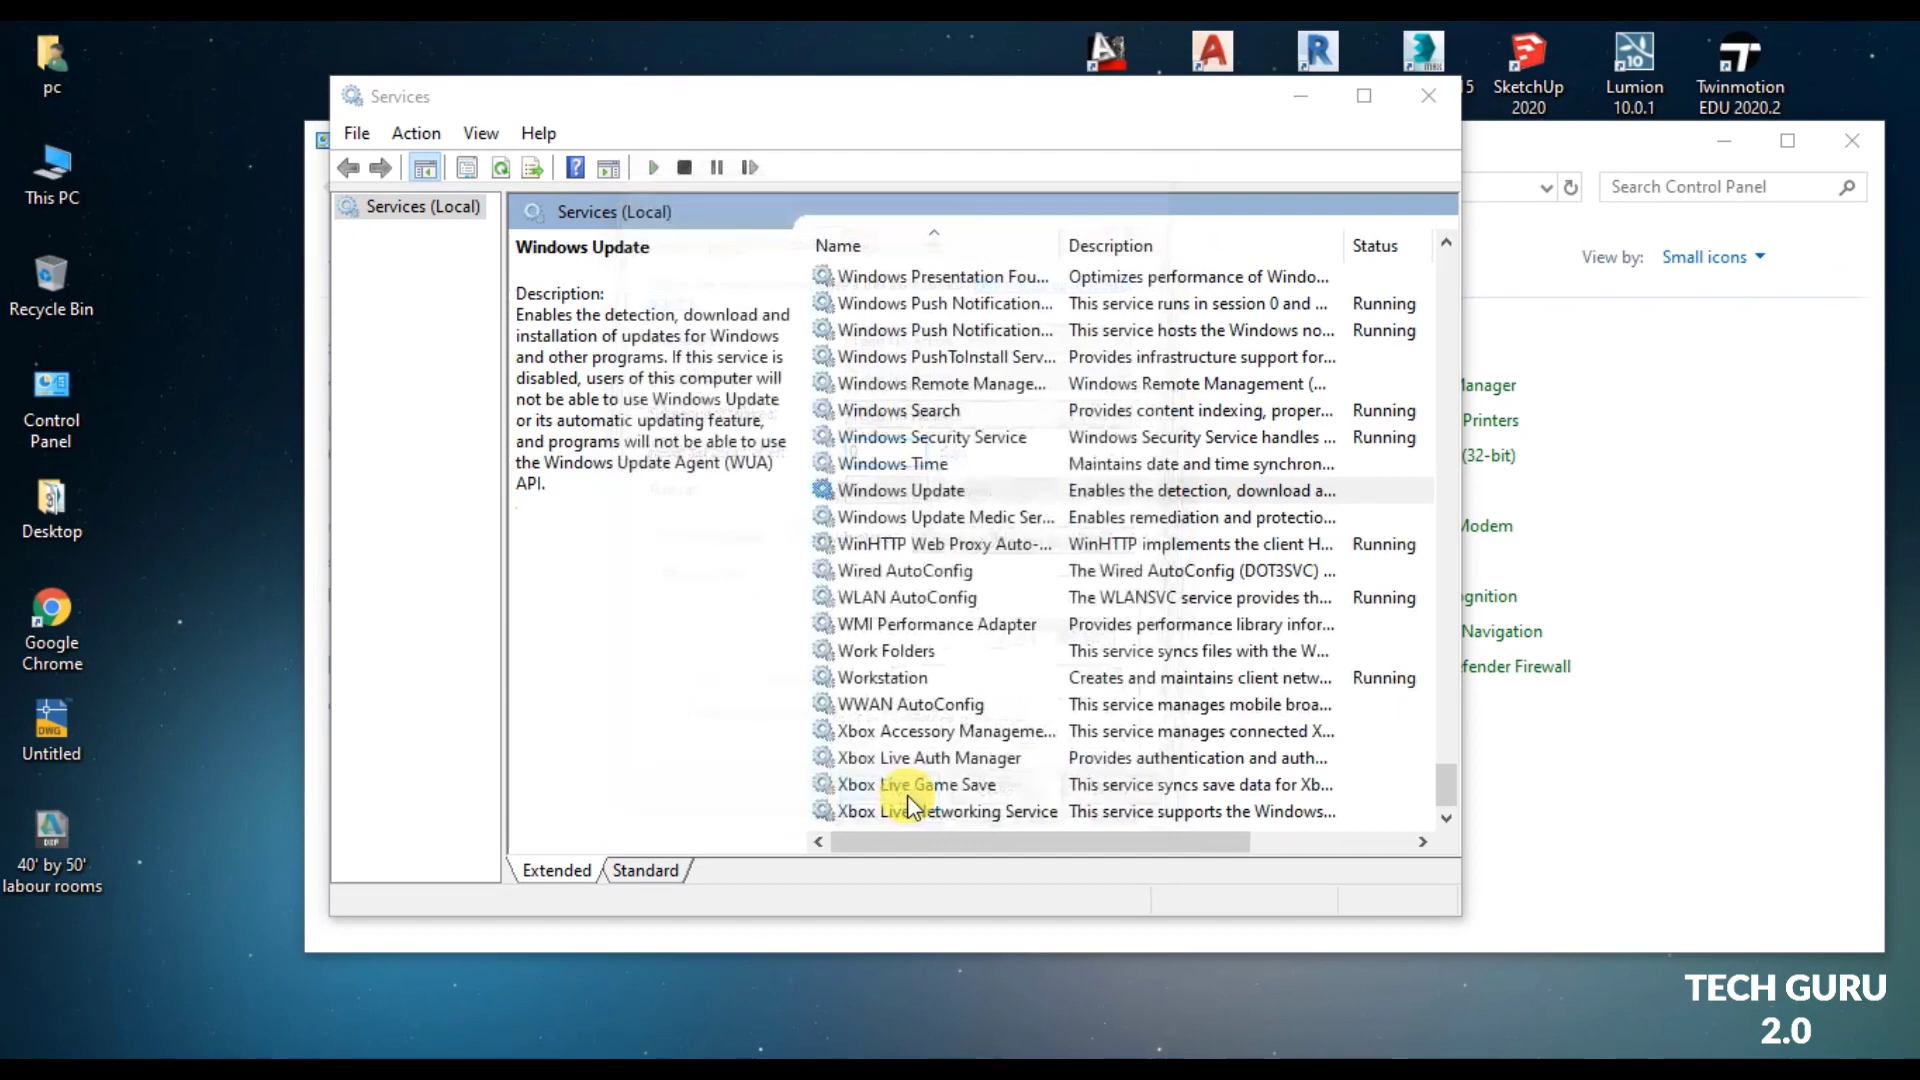 pc
This PC
Recycle Bin
Control
Panel
Desktop
Google
Chrome
DWG
Untitled
DXF
40' by 50'
labour rooms
MAX
15
SketchUp
2020
10
Lumion
10.0.1
Twinmotion
EDU 2020.2
Services
File Action View Help
Services (Local)
Services (Local)
Windows Update
Description:
Enables the detection, download and
installation of updates for Windows
and other programs. If this service is
disabled, users of this computer will
not be able to use Windows Update
or its automatic updating feature,
and programs will not be able to use
the Windows Update Agent (WUA)
API.
Name Description Status
Windows Presentation Fou... Optimizes performance of Windo...
Windows Push Notification... This service runs in session 0 and ... Running
Windows Push Notification... This service hosts the Windows no... Running
Windows PushToInstall Serv... Provides infrastructure support for...
Windows Remote Manage... Windows Remote Management (...
Windows Search Provides content indexing, proper... Running
Windows Security Service Windows Security Service handles ... Running
Windows Time Maintains date and time synchron...
Windows Update Enables the detection, download a...
Windows Update Medic Ser... Enables remediation and protectio...
WinHTTP Web Proxy Auto-... WinHTTP implements the client H... Running
Wired AutoConfig The Wired AutoConfig (DOT3SVC) ...
WLAN AutoConfig The WLANSVC service provides th... Running
WMI Performance Adapter Provides performance library infor...
Work Folders This service syncs files with the W...
Workstation Creates and maintains client netw... Running
WWAN AutoConfig This service manages mobile broa...
Xbox Accessory Manageme... This service manages connected X...
Xbox Live Auth Manager Provides authentication and auth...
Xbox Live Game Save This service syncs save data for Xb...
Xbox Live Networking Service This service supports the Windows...
Extended Standard
Search Control Panel
View by: Small icons
Manager
Printers
(32-bit)
Modem
gnition
Navigation
efender Firewall
TECH GURU
2.0